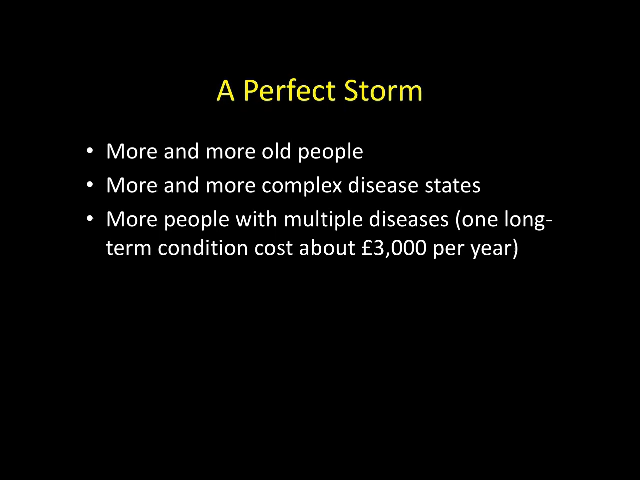 A Perfect Storm
• More and more old people
• More and more complex disease states
• More people with multiple diseases (one long-
term condition cost about £3,000 per year)